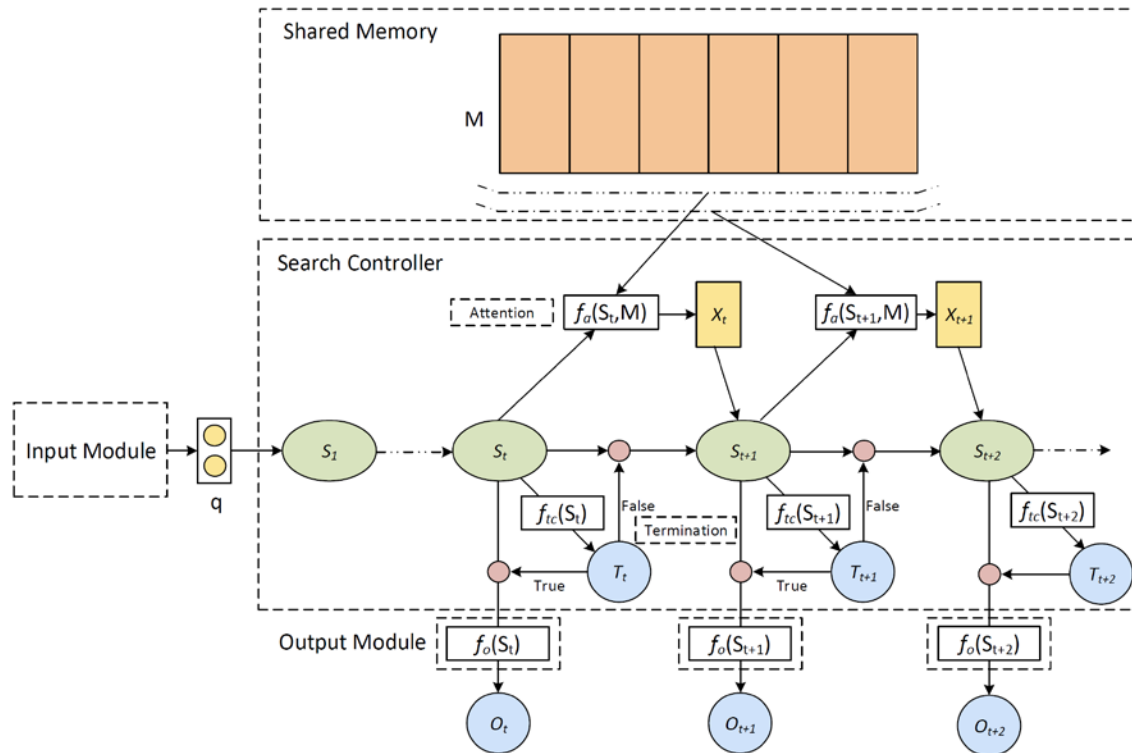 Shared Memory
M
Search Controller
Attention
fa(St,M)
Xt
fa(St+1,M)
Xt+1
Input Module
q
S1
St
St+1
St+2
ftc(St)
False
Termination
ftc(St+1)
False
ftc(St+2)
True
Tt
True
Tt+1
Tt+2
Output Module
fo(St)
fo(St+1)
fo(St+2)
Ot
Ot+1
Ot+2